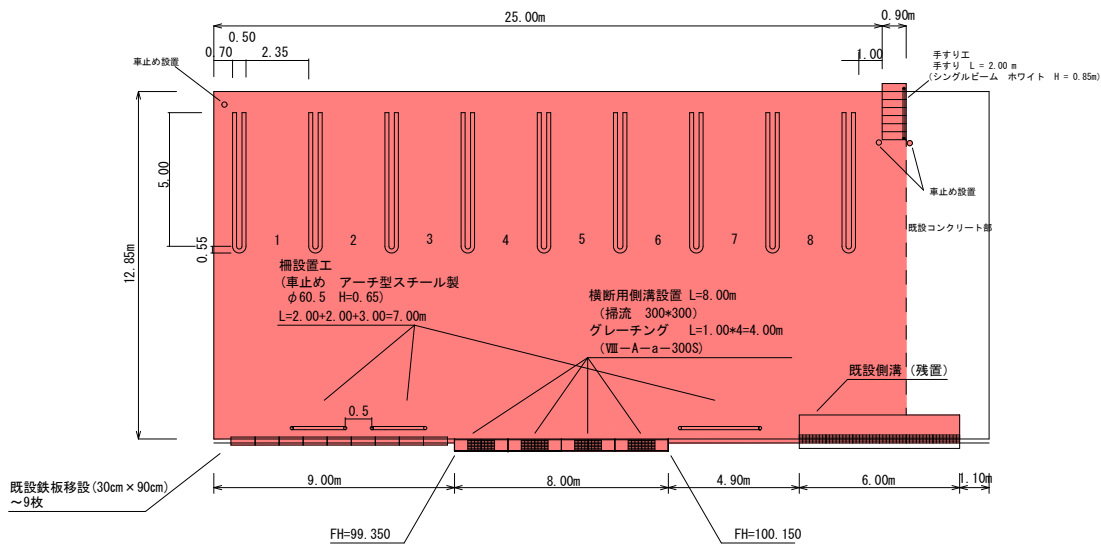 25.00m
0.90m
0.50
0.70
2.35
1.00
手すり工
手すり L = 2.00 m
(シングルビーム ホワイト H = 0.85m)
車止め設置
5.00
0.55
12.85m
1
2
3
4
5
6
7
8
車止め設置
既設コンクリート部
柵設置工
(車止め アーチ型スチール製
φ60.5 H=0.65)
L=2.00+2.00+3.00=7.00m
横断用側溝設置 L=8.00m
(掃流 300*300)
グレーチング L=1.00*4=4.00m
(Ⅷ－A－a－300S)
既設側溝(残置)
0.5
既設鉄板移設(30cm×90cm)
～9枚
9.00m
8.00m
4.90m
6.00m
1.10m
FH=99.350
FH=100.150